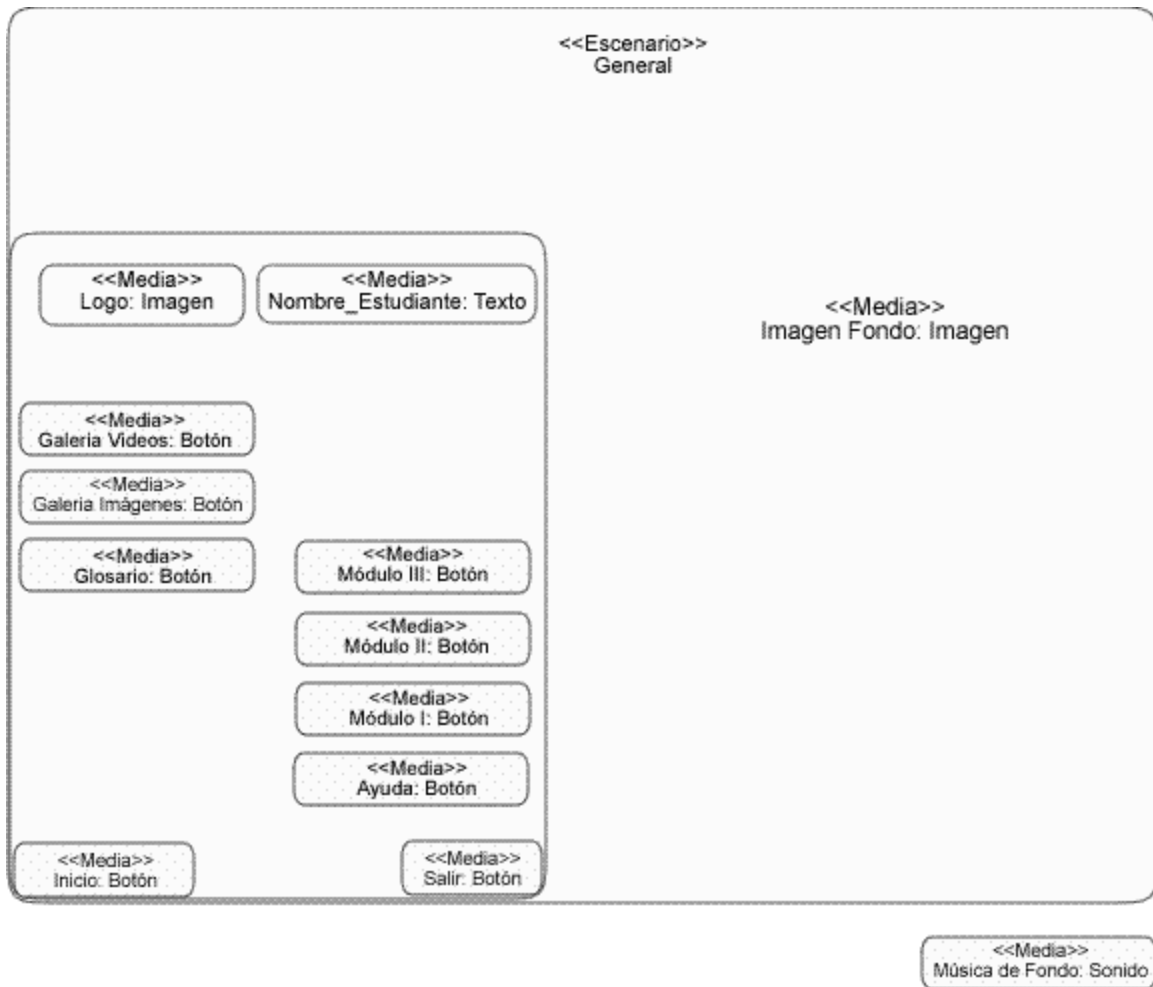 <<Escenario>>
General
<<Media>>
Logo: Imagen
<<Media>>
Nombre_Estudiante: Texto
<<Media>>
Imagen Fondo: Imagen
<<Media>>
Galeria Videos: Botón
<<Media>>
Galeria Imágenes: Botón
<<Media>>
Glosario: Botón
<<Media>>
Módulo III: Botón
<<Media>>
Módulo II: Botón
<<Media>>
Módulo I: Botón
<<Media>>
Ayuda: Botón
<<Media>>
Inicio: Botón
<<Media>>
Salir: Botón
<<Media>>
Música de Fondo: Sonido